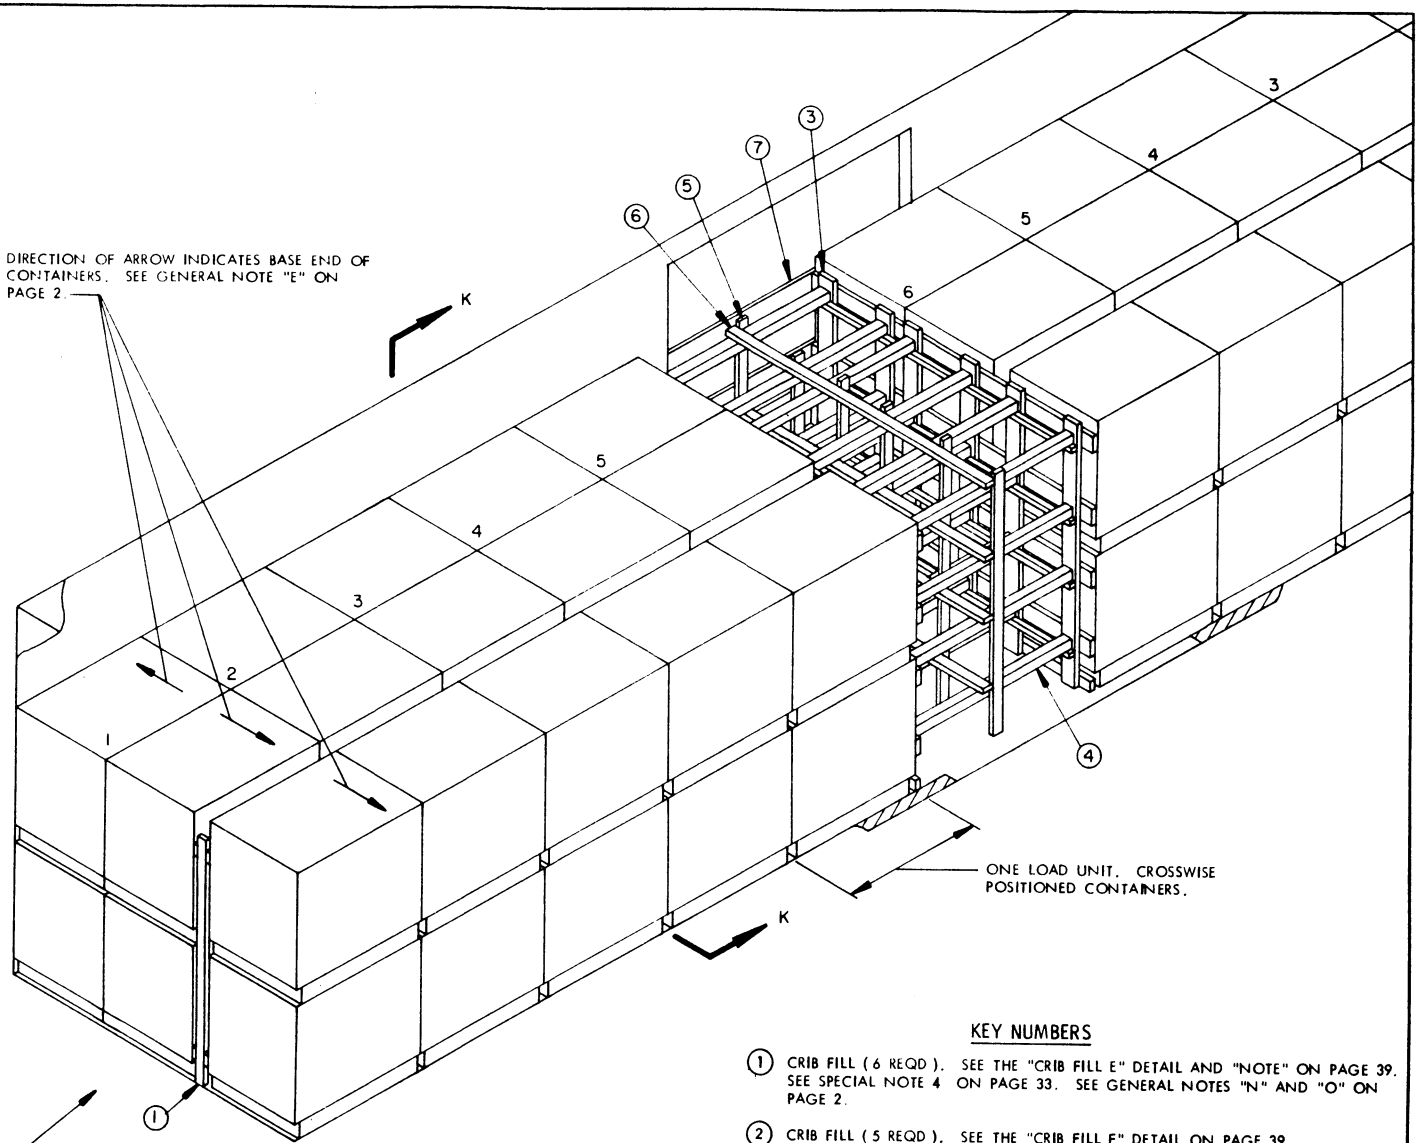 3
3
7
4
5
5
6
DIRECTION OF ARROW INDICATES BASE END OF
CONTAINERS. SEE GENERAL NOTE "E" ON
PAGE 2.
K
6
5
4
3
2
1
4
ONE LOAD UNIT. CROSSWISE
POSITIONED CONTAINERS.
K
KEY NUMBERS
1 CRIB FILL (6 REQD). SEE THE "CRIB FILL E" DETAIL AND "NOTE" ON PAGE 39.
SEE SPECIAL NOTE 4 ON PAGE 33. SEE GENERAL NOTES "N" AND "O" ON
PAGE 2.
1
2 CRIB FILL (5 REQD). SEE THE "CRIB FILL F" DETAIL ON PAGE 39.